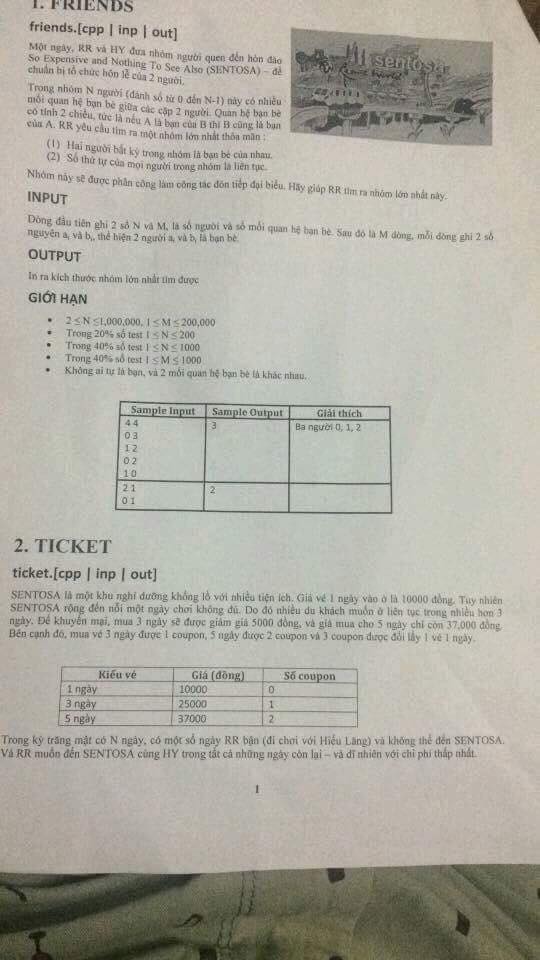 1. FRIENDS
friends.[cpp | inp | out]
Một ngày, RR và HY đưa nhóm người quen đến hòn đảo
So Expensive and Nothing To See Also (SENTOSA) – để
chuẩn bị tổ chức hôn lễ của 2 người.
sentosa
Trong nhóm N người (đánh số từ 0 đến N-1) này có nhiều
mối quan hệ bạn bè giữa các cặp 2 người. Quan hệ bạn bè
có tính 2 chiều, tức là nếu A là bạn của B thì B cũng là bạn
của A. RR yêu cầu tìm ra một nhóm lớn nhất thỏa mãn :
(1) Hai người bất kỳ trong nhóm là bạn bè của nhau.
(2) Số thứ tự của mọi người trong nhóm là liên tục.
Nhóm này sẽ được phân công làm công tác đón tiếp đại biểu. Hãy giúp RR tìm ra nhóm lớn nhất này.
INPUT
Dòng đầu tiên ghi 2 số N và M, là số người và số mối quan hệ bạn bè. Sau đó là M dòng, mỗi dòng ghi 2 số
nguyên aᵢ và bᵢ, thể hiện 2 người aᵢ và bᵢ là bạn bè.
OUTPUT
In ra kích thước nhóm lớn nhất tìm được
GIỚI HẠN
• 2 ≤ N ≤1,000,000, 1 ≤ M ≤ 200,000
• Trong 20% số test 1 ≤ N ≤ 200
• Trong 40% số test 1 ≤ N ≤ 1000
• Trong 40% số test 1 ≤ M ≤ 1000
• Không ai tự là bạn, và 2 mối quan hệ bạn bè là khác nhau.
Sample Input Sample Output Giải thích
4 4 3 Ba người 0, 1, 2
0 3
1 2
0 2
1 0
2 1 2
0 1
2. TICKET
ticket.[cpp | inp | out]
SENTOSA là một khu nghỉ dưỡng khổng lồ với nhiều tiện ích. Giá vé 1 ngày vào ở là 10000 đồng. Tuy nhiên
SENTOSA rộng đến nỗi một ngày chơi không đủ. Do đó nhiều du khách muốn ở liên tục trong nhiều hơn 3
ngày. Để khuyến mại, mua 3 ngày sẽ được giảm giá 5000 đồng, và giá mua cho 5 ngày chỉ còn 37,000 đồng.
Bên cạnh đó, mua vé 3 ngày được 1 coupon, 5 ngày được 2 coupon và 3 coupon được đổi lấy 1 vé 1 ngày.
Kiểu vé Giá (đồng) Số coupon
1 ngày 10000 0
3 ngày 25000 1
5 ngày 37000 2
Trong kỳ trăng mật có N ngày, có một số ngày RR bận (đi chơi với Hiếu Lăng) và không thể đến SENTOSA.
Và RR muốn đến SENTOSA cùng HY trong tất cả những ngày còn lại – và dĩ nhiên với chi phí thấp nhất.
1